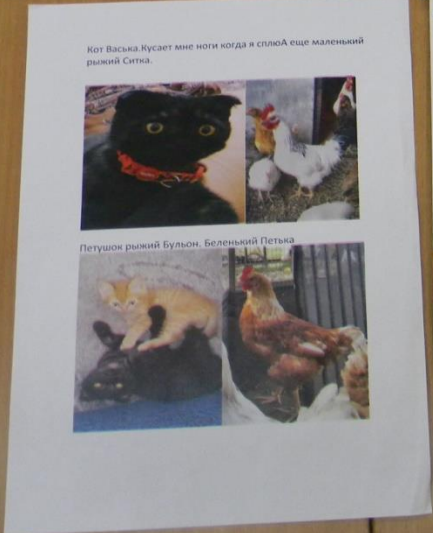 Кот Васька.Кусает мне ноги когда я сплюА еще маленький
рыжий Ситка.
Петушок рыжий Бульон. Беленький Петька